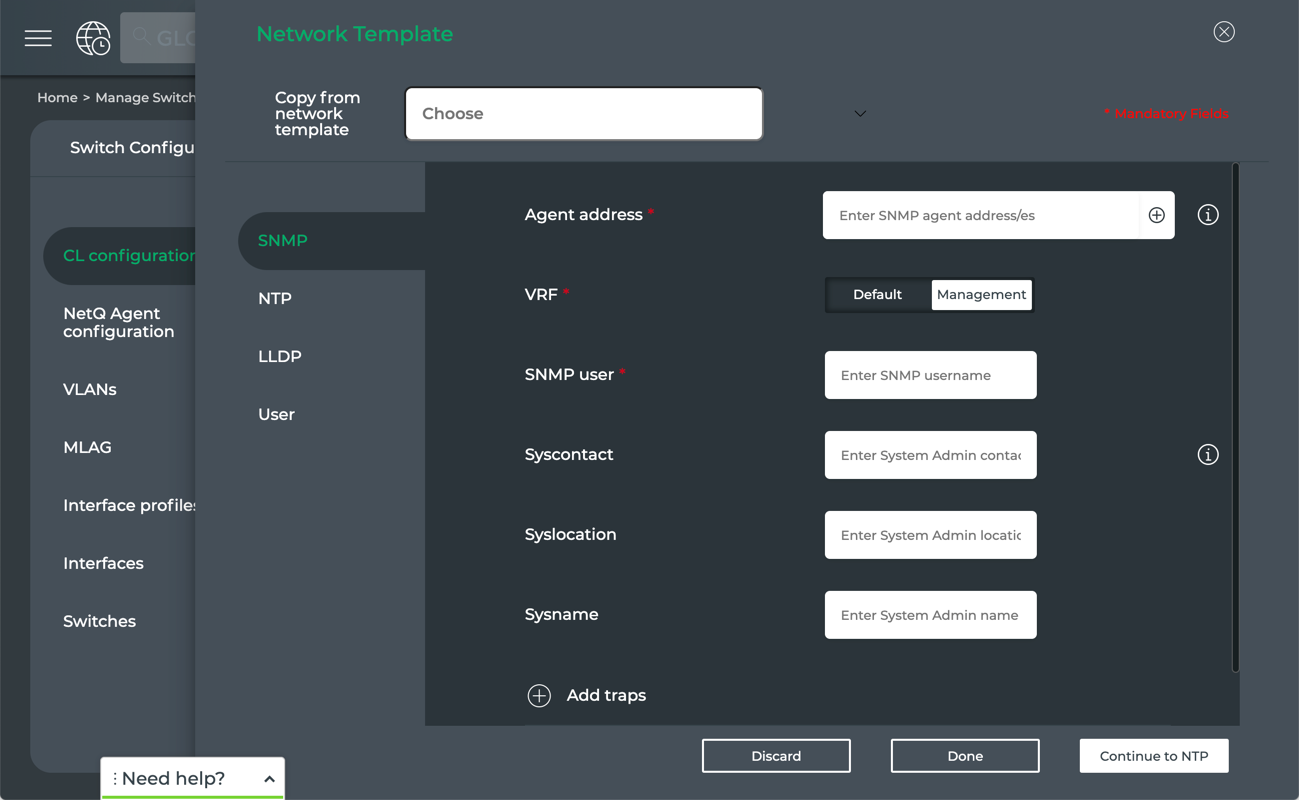 GLO
Network Template
Home > Manage Switch
Copy from
network
template
Choose
* Mandatory Fields
Switch Configu
CL configuration
NetQ Agent
configuration
VLANs
MLAG
Interface profiles
Interfaces
Switches
SNMP
NTP
LLDP
User
Agent address *
Enter SNMP agent address/es
VRF *
Default
Management
SNMP user *
Enter SNMP username
Syscontact
Enter System Admin contac
Syslocation
Enter System Admin locatic
Sysname
Enter System Admin name
Add traps
Discard
Done
Continue to NTP
Need help?